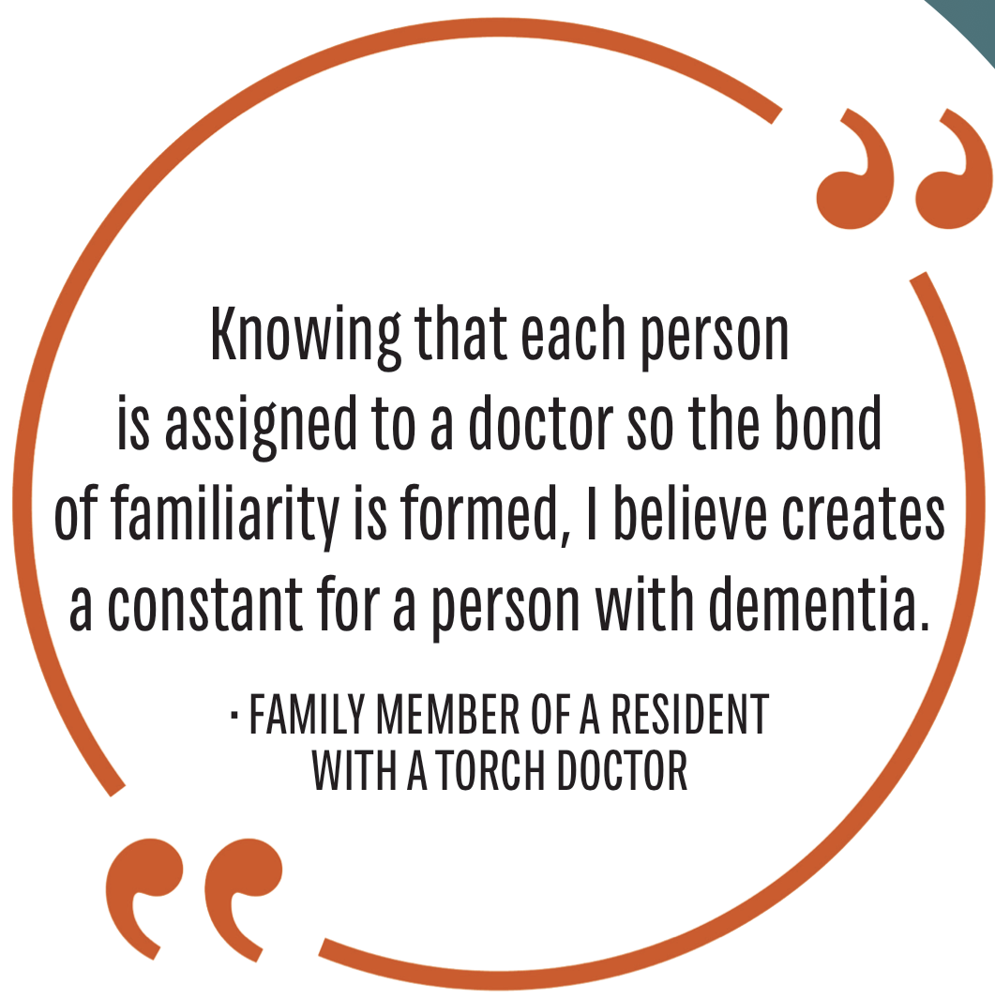 Knowing that each person
is assigned to a doctor so the bond
of familiarity is formed, I believe creates
a constant for a person with dementia.
· FAMILY MEMBER OF A RESIDENT
WITH A TORCH DOCTOR